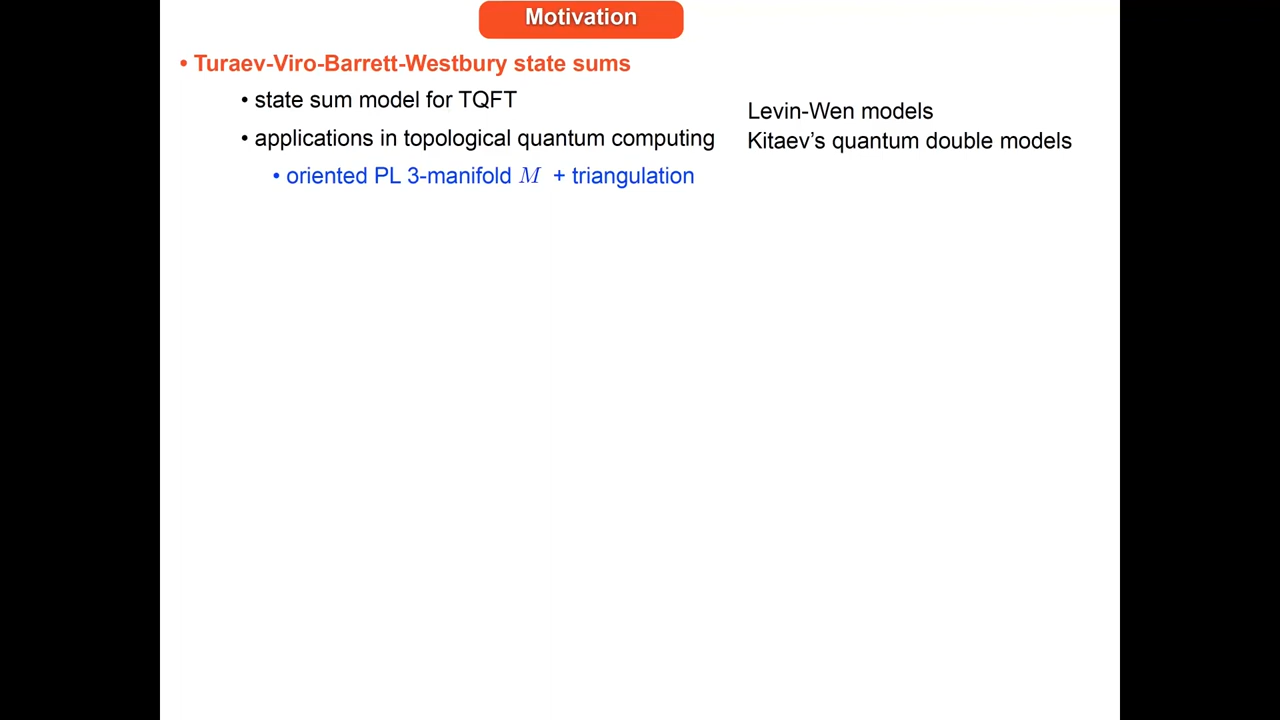 Motivation
• Turaev-Viro-Barrett-Westbury state sums
• state sum model for TQFT
• applications in topological quantum computing
Levin-Wen models
Kitaev's quantum double models
• oriented PL 3-manifold M + triangulation